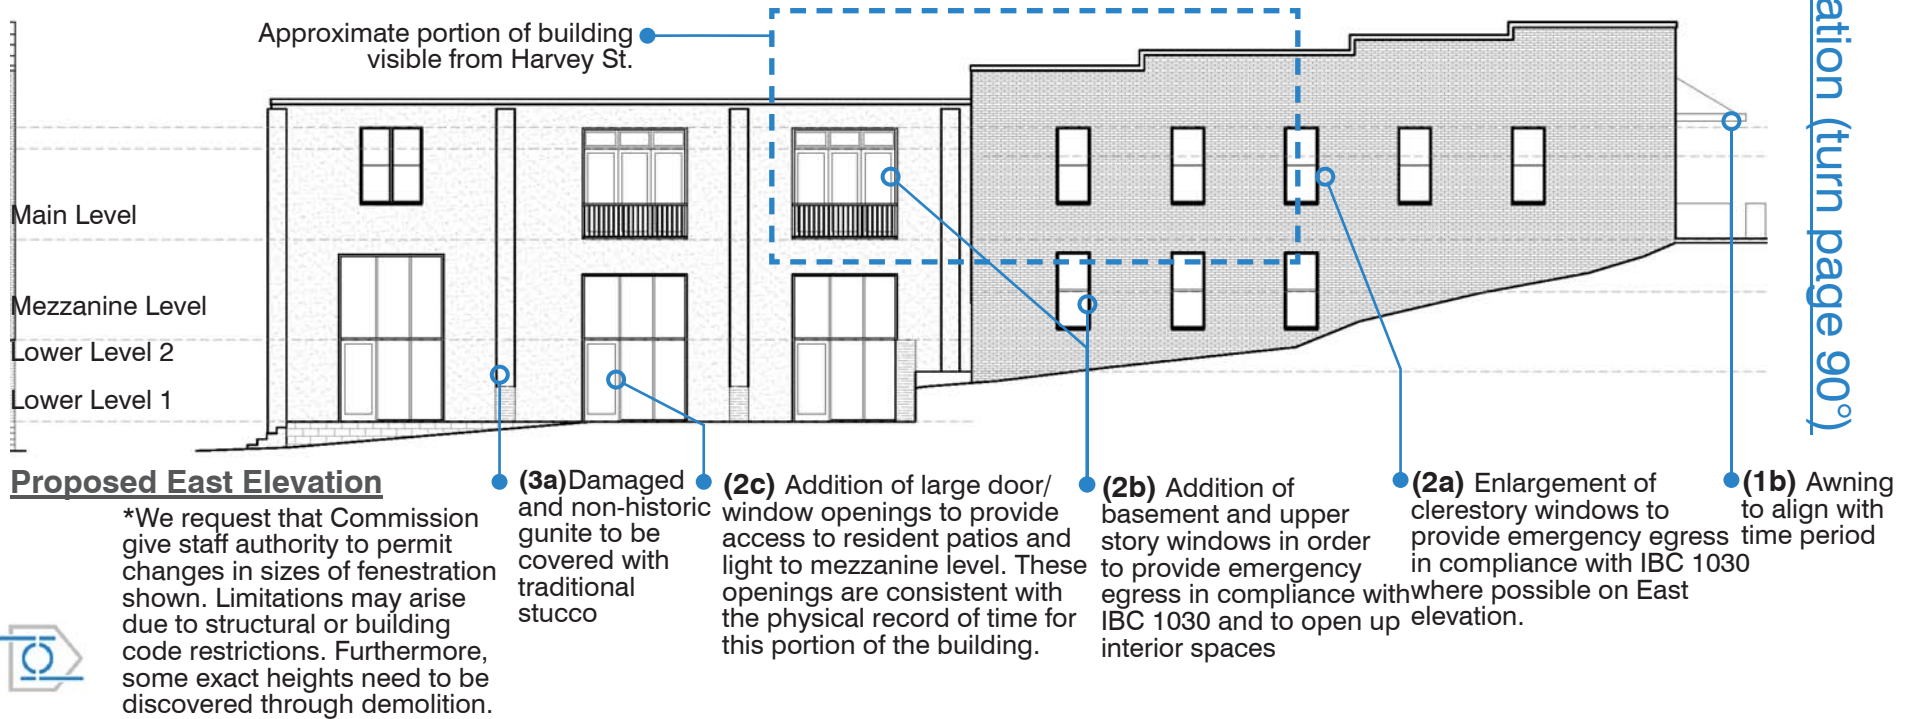 Approximate portion of building
visible from Harvey St.
Main Level
Mezzanine Level
Lower Level 2
Lower Level 1
Proposed East Elevation
*We request that Commission
give staff authority to permit
changes in sizes of fenestration
shown. Limitations may arise
due to structural or building
code restrictions. Furthermore,
some exact heights need to be
discovered through demolition.
(3a)Damaged
and non-historic
gunite to be
covered with
traditional
stucco
(2c) Addition of large door/
window openings to provide
access to resident patios and
light to mezzanine level. These
openings are consistent with
the physical record of time for
this portion of the building.
(2b) Addition of
basement and upper
story windows in order
to provide emergency
egress in compliance with
IBC 1030 and to open up
interior spaces
(2a) Enlargement of
clerestory windows to
provide emergency egress
in compliance with IBC 1030
where possible on East
elevation.
(1b) Awning
to align with
time period
ation (turn page 90°)